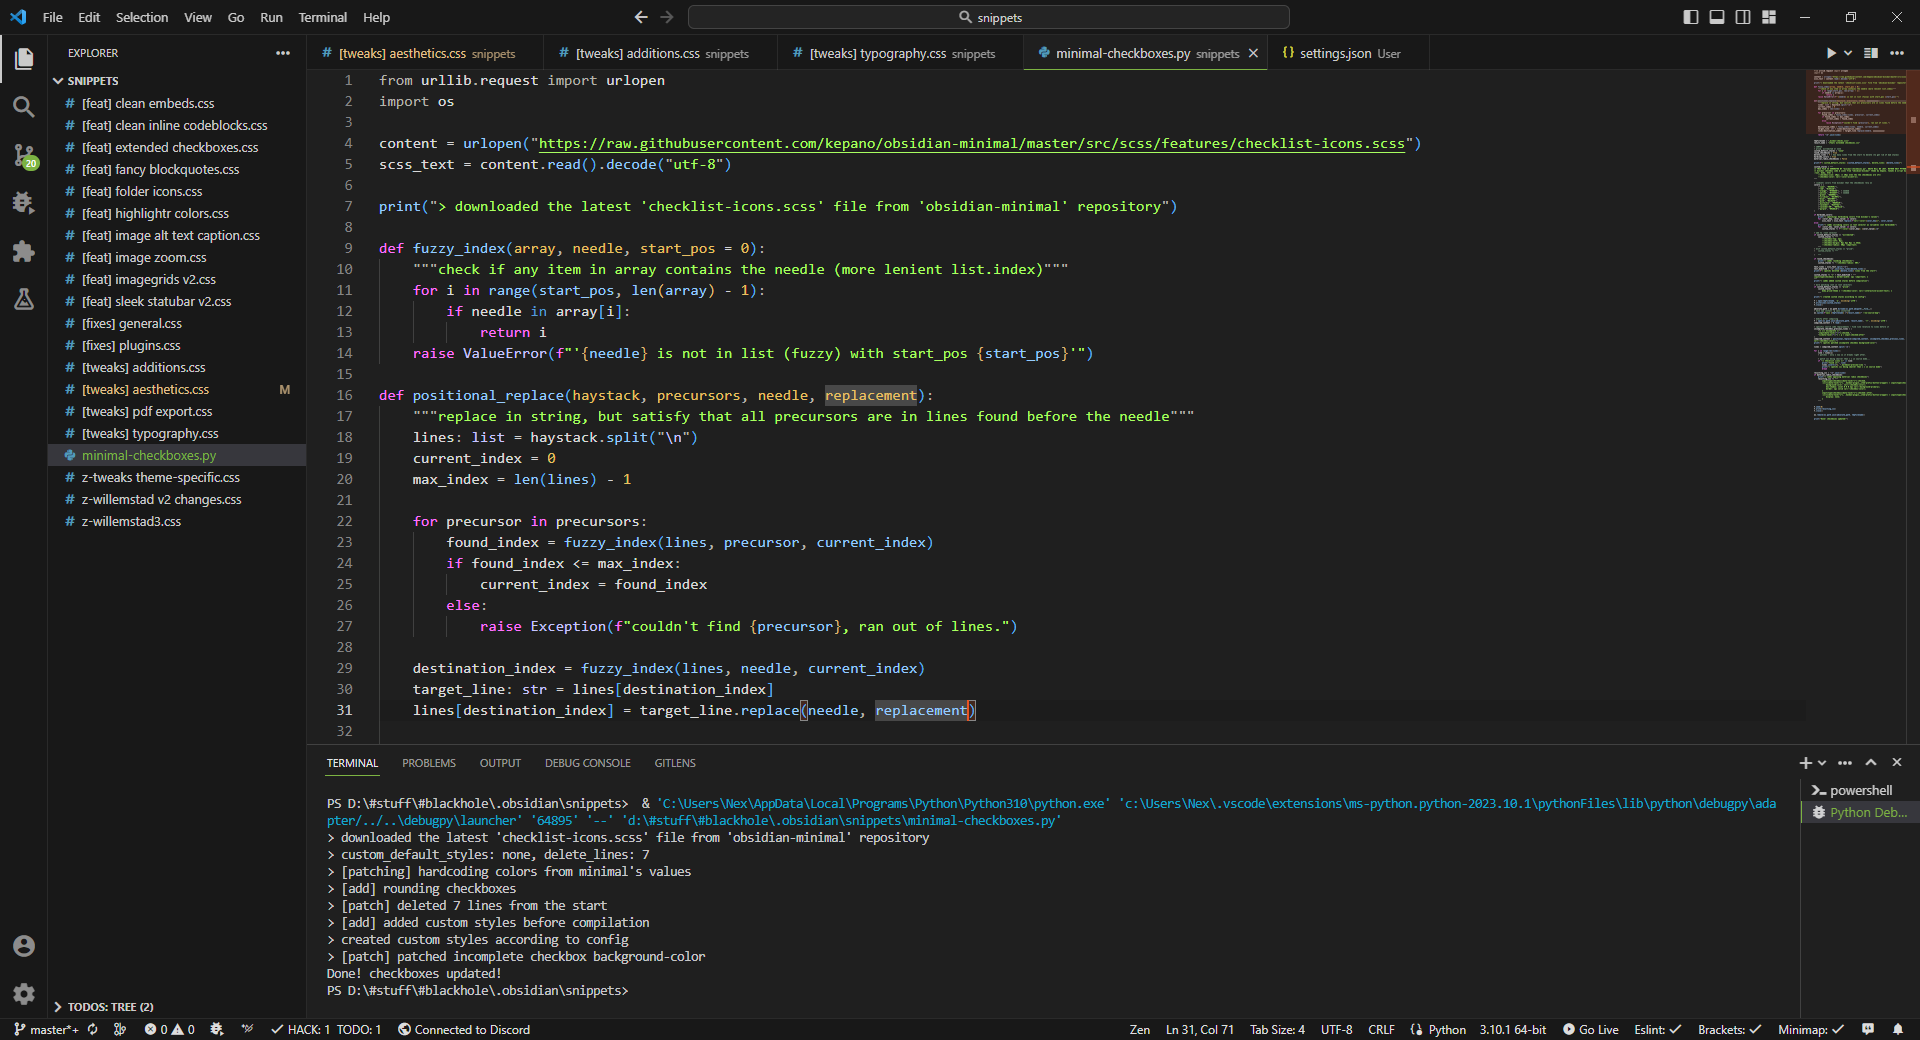 File Edit Selection View Go Run Terminal Help
snippets
EXPLORER
SNIPPETS
# [feat] clean embeds.css
# [feat] clean inline codeblocks.css
# [feat] extended checkboxes.css
# [feat] fancy blockquotes.css
# [feat] folder icons.css
# [feat] highlightr colors.css
# [feat] image alt text caption.css
# [feat] image zoom.css
# [feat] imagegrids v2.css
# [feat] sleek statubar v2.css
# [fixes] general.css
# [fixes] plugins.css
# [tweaks] additions.css
# [tweaks] aesthetics.css M
# [tweaks] pdf export.css
# [tweaks] typography.css
minimal-checkboxes.py
# z-tweaks theme-specific.css
# z-willemstad v2 changes.css
# z-willemstad3.css
TODOS: TREE (2)
20
# [tweaks] aesthetics.css snippets
# [tweaks] additions.css snippets
# [tweaks] typography.css snippets
minimal-checkboxes.py snippets
{} settings.json User
1 from urllib.request import urlopen
2 import os
3
4 content = urlopen("https://raw.githubusercontent.com/kepano/obsidian-minimal/master/src/scss/features/checklist-icons.scss")
5 scss_text = content.read().decode("utf-8")
6
7 print("> downloaded the latest 'checklist-icons.scss' file from 'obsidian-minimal' repository")
8
9 def fuzzy_index(array, needle, start_pos = 0):
10 """check if any item in array contains the needle (more lenient list.index)"""
11 for i in range(start_pos, len(array) - 1):
12 if needle in array[i]:
13 return i
14 raise ValueError(f"'{needle} is not in list (fuzzy) with start_pos {start_pos}'")
15
16 def positional_replace(haystack, precursors, needle, replacement):
17 """replace in string, but satisfy that all precursors are in lines found before the needle"""
18 lines: list = haystack.split("\n")
19 current_index = 0
20 max_index = len(lines) - 1
21
22 for precursor in precursors:
23 found_index = fuzzy_index(lines, precursor, current_index)
24 if found_index <= max_index:
25 current_index = found_index
26 else:
27 raise Exception(f"couldn't find {precursor}, ran out of lines.")
28
29 destination_index = fuzzy_index(lines, needle, current_index)
30 target_line: str = lines[destination_index]
31 lines[destination_index] = target_line.replace(needle, replacement)
32
TERMINAL PROBLEMS OUTPUT DEBUG CONSOLE GITLENS
PS D:\#stuff\#blackhole\.obsidian\snippets>  & 'C:\Users\Nex\AppData\Local\Programs\Python\Python310\python.exe' 'c:\Users\Nex\.vscode\extensions\ms-python.python-2023.10.1\pythonFiles\lib\python\debugpy\ada
pter/../..\debugpy\launcher' '64895' '--' 'd:\#stuff\#blackhole\.obsidian\snippets\minimal-checkboxes.py'
> downloaded the latest 'checklist-icons.scss' file from 'obsidian-minimal' repository
> custom_default_styles: none, delete_lines: 7
> [patching] hardcoding colors from minimal's values
> [add] rounding checkboxes
> [patch] deleted 7 lines from the start
> [add] added custom styles before compilation
> created custom styles according to config
> [patch] patched incomplete checkbox background-color
Done! checkboxes updated!
PS D:\#stuff\#blackhole\.obsidian\snippets>
powershell
Python Deb...
master*+ 0 0 HACK: 1 TODO: 1 Connected to Discord Zen Ln 31, Col 71 Tab Size: 4 UTF-8 CRLF Python 3.10.1 64-bit Go Live Eslint: ✓ Brackets: ✓ Minimap: ✓